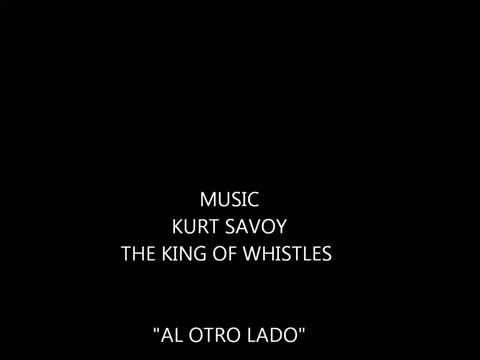 MUSIC
KURT SAVOY
THE KING OF WHISTLES
"AL OTRO LADO"